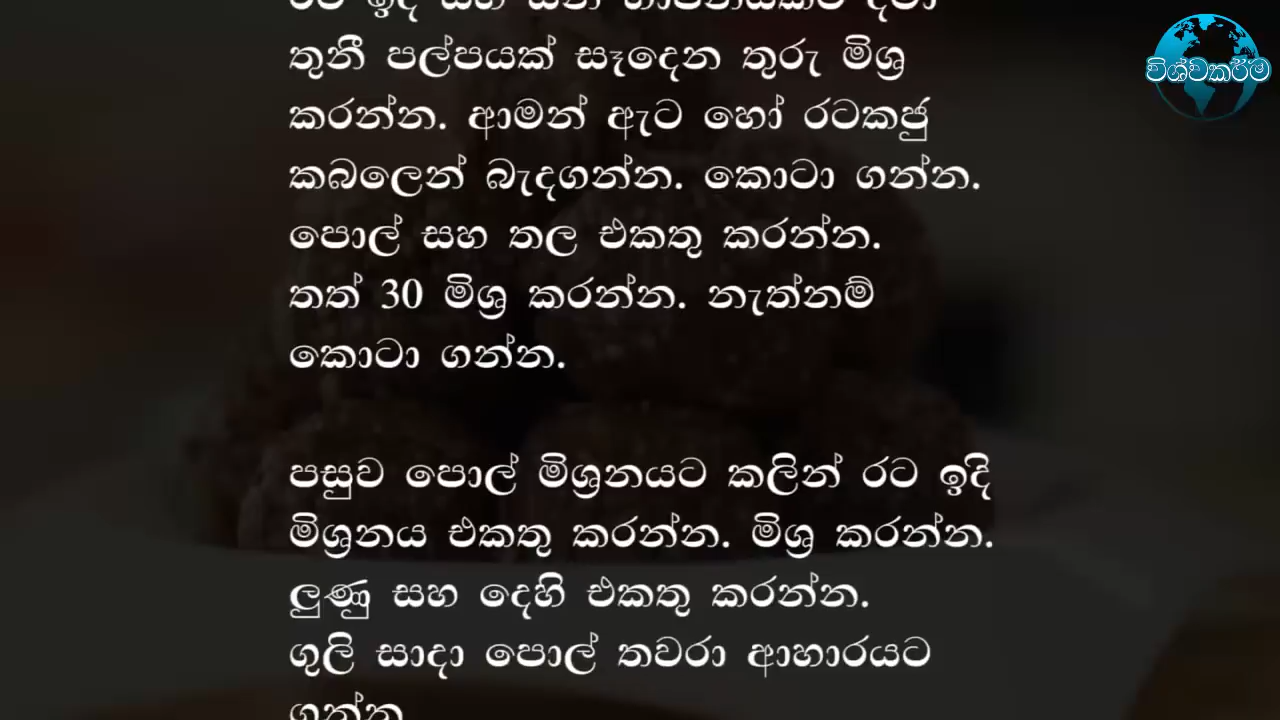 විශ්වකර්ම
තුනී පල්පයක් සෑදෙන තුරු මිශ්‍ර
කරන්න. ආමන් ඇට හෝ රටකජු
කබලෙන් බැදගන්න. කොටා ගන්න.
පොල් සහ තල එකතු කරන්න.
තත් 30 මිශ්‍ර කරන්න. නැත්නම්
කොටා ගන්න.
පසුව පොල් මිශ්‍රනයට කලින් රට ඉදි
මිශ්‍රනය එකතු කරන්න. මිශ්‍ර කරන්න.
ලුණු සහ දෙහි එකතු කරන්න.
ගුලි සාදා පොල් තවරා ආහාරයට
ගන්න